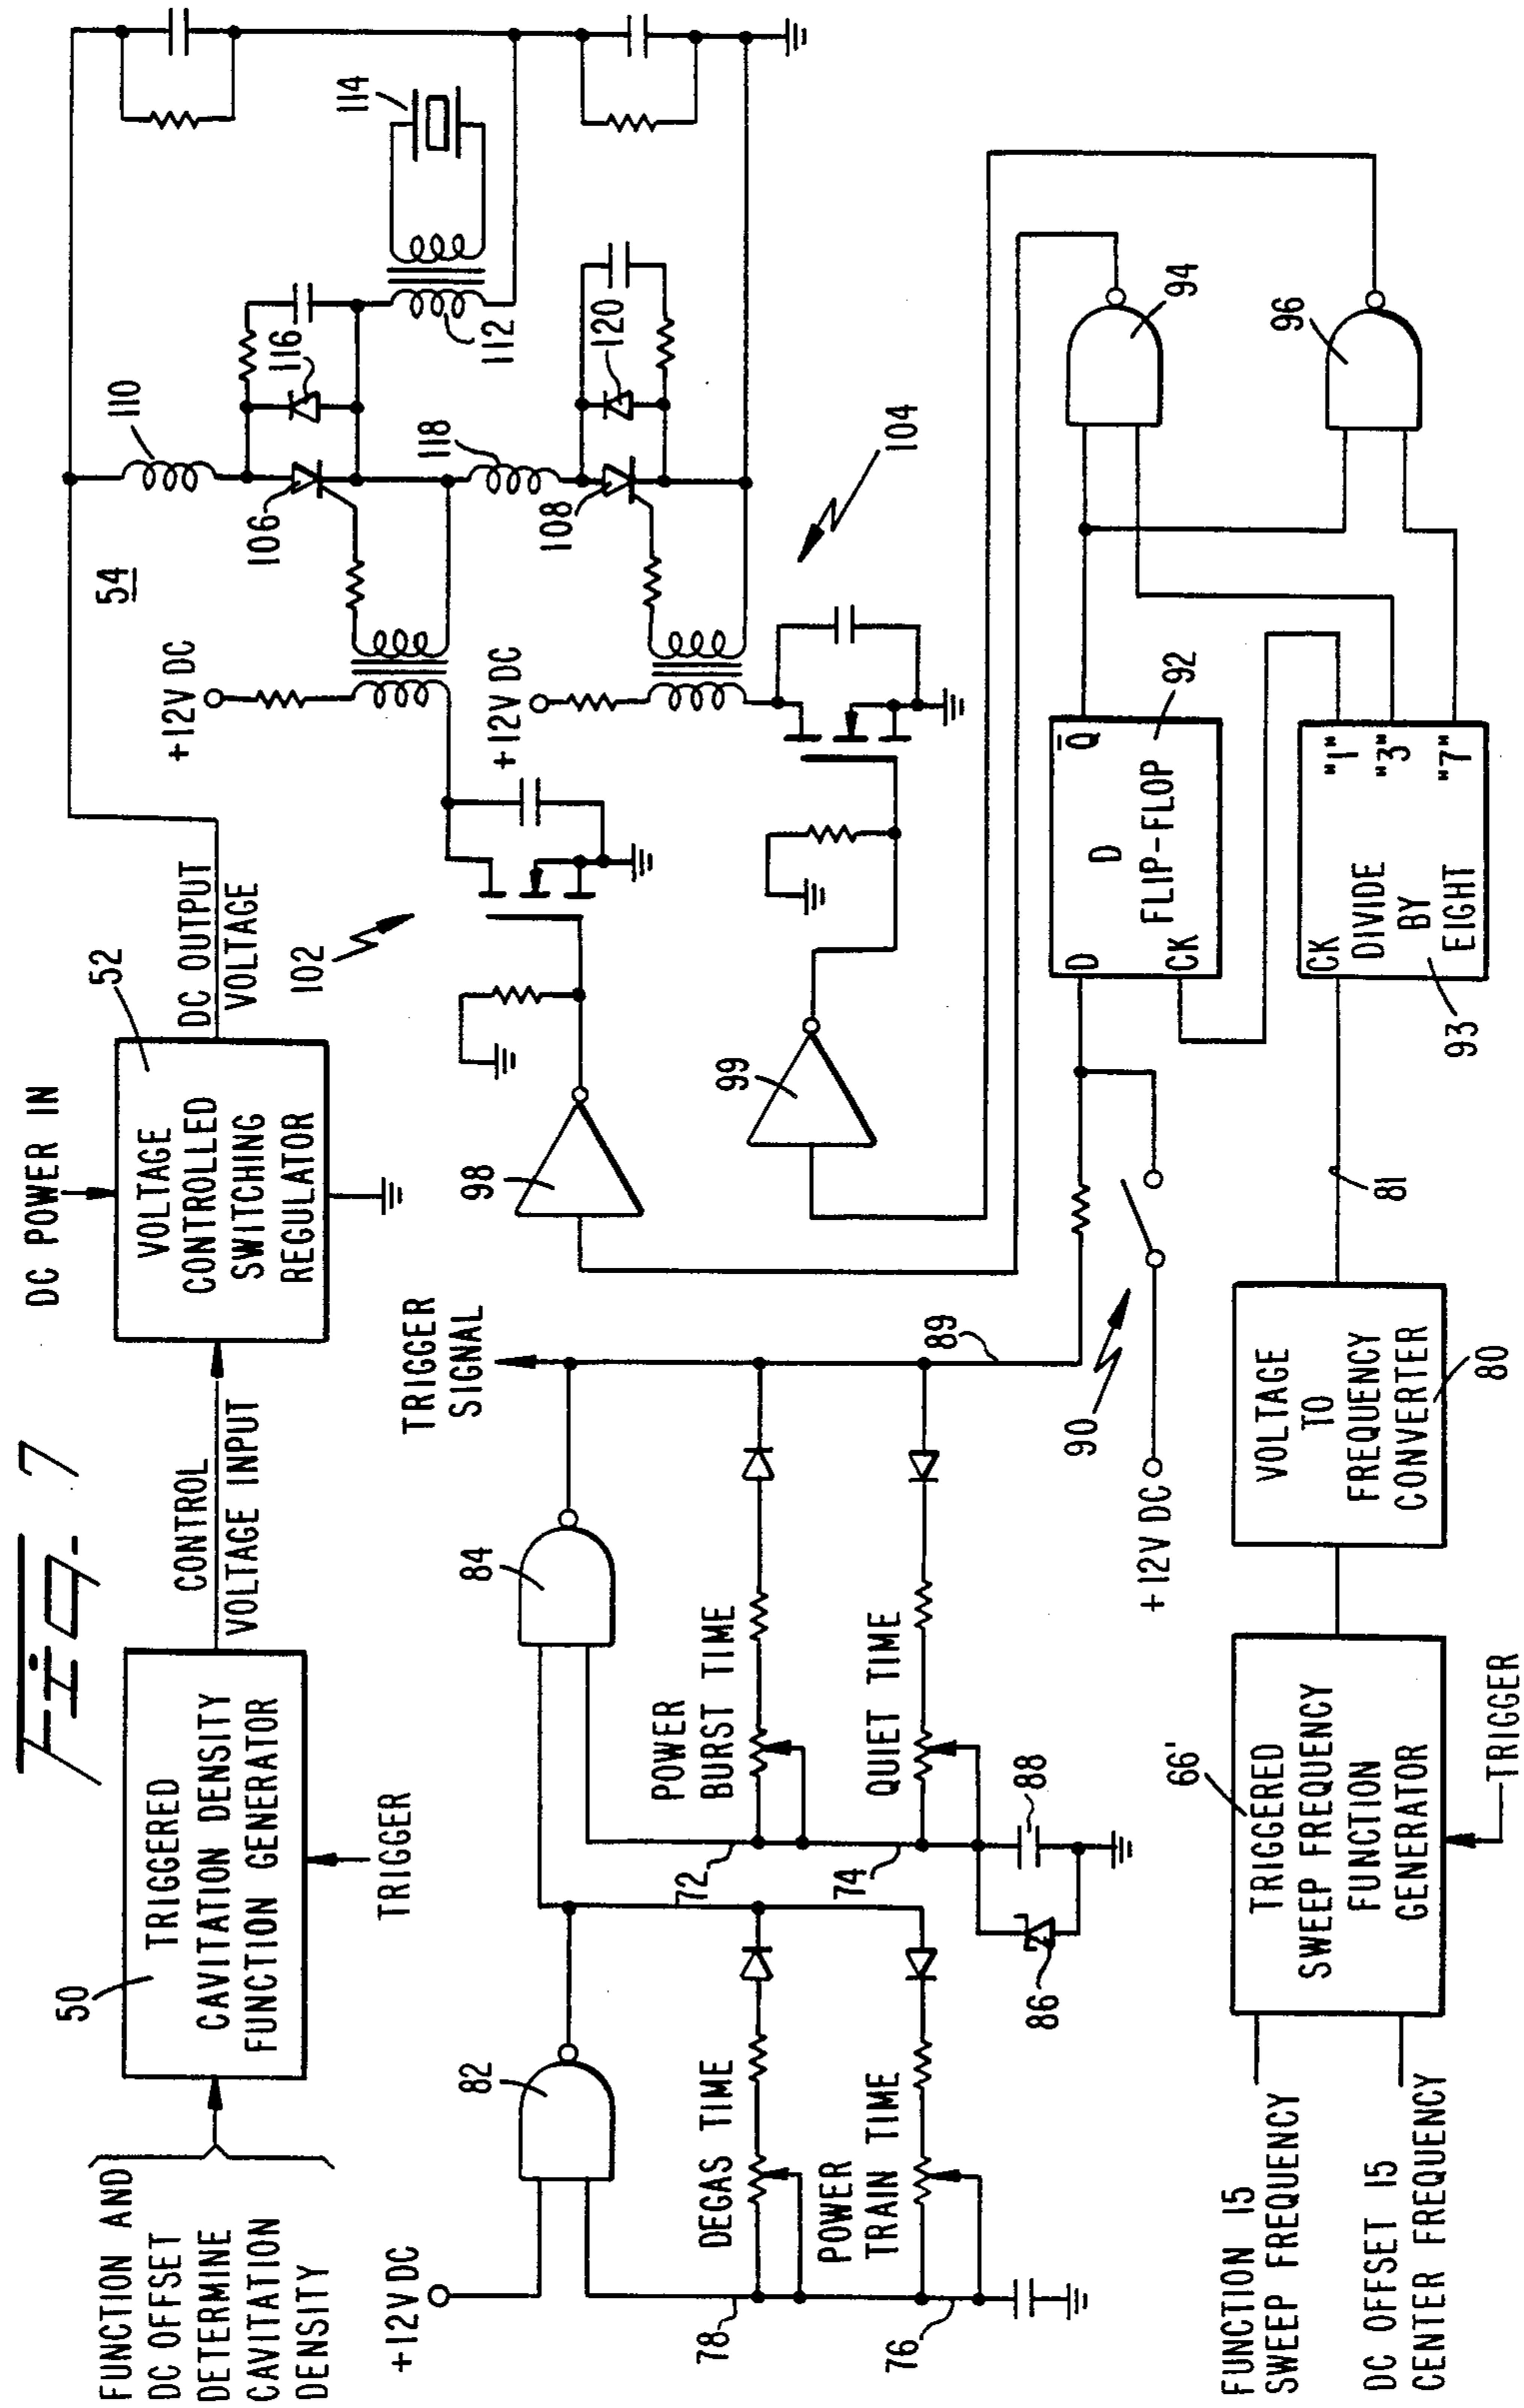 Fig. 7
FUNCTION AND
DC OFFSET
DETERMINE
CAVITATION
DENSITY
50
TRIGGERED
CAVITATION DENSITY
FUNCTION GENERATOR
TRIGGER
CONTROL
VOLTAGE INPUT
DC POWER IN
52
VOLTAGE
CONTROLLED
SWITCHING
REGULATOR
DC OUTPUT
VOLTAGE
54
110
106
116
114
112
118
108
120
+12V DC
+12V DC
102
104
98
99
+12V DC
82
84
TRIGGER
SIGNAL
DEGAS TIME
POWER
TRAIN TIME
78
76
POWER
BURST TIME
QUIET TIME
72
74
86
88
89
90
+12V DC
D
D
FLIP-FLOP
CK
Q̅
92
94
96
CK
DIVIDE
BY
EIGHT
"1"
"3"
"7"
93
81
FUNCTION IS
SWEEP FREQUENCY
DC OFFSET IS
CENTER FREQUENCY
66'
TRIGGERED
SWEEP FREQUENCY
FUNCTION
GENERATOR
TRIGGER
VOLTAGE
TO
FREQUENCY
CONVERTER
80